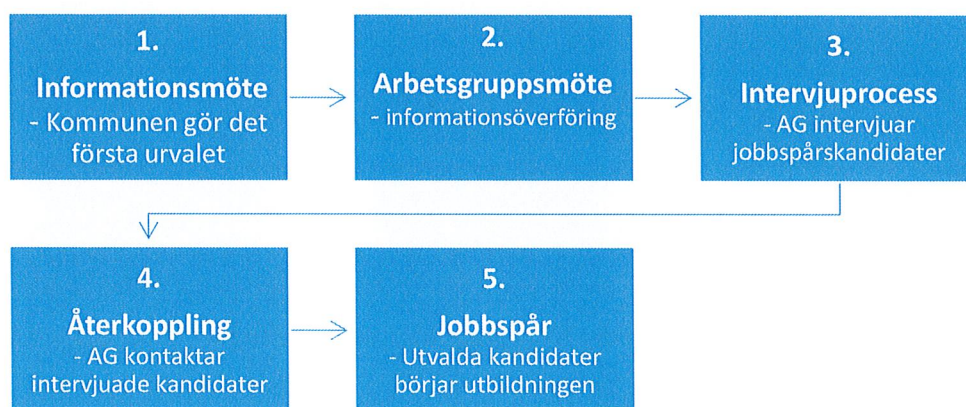 1.
Informationsmöte
- Kommunen gör det
första urvalet
2.
Arbetsgruppsmöte
- informationsöverföring
3.
Intervjuprocess
- AG intervjuar
jobbspårskandidater
4.
Återkoppling
- AG kontaktar
intervjuade kandidater
5.
Jobbspår
- Utvalda kandidater
börjar utbildningen